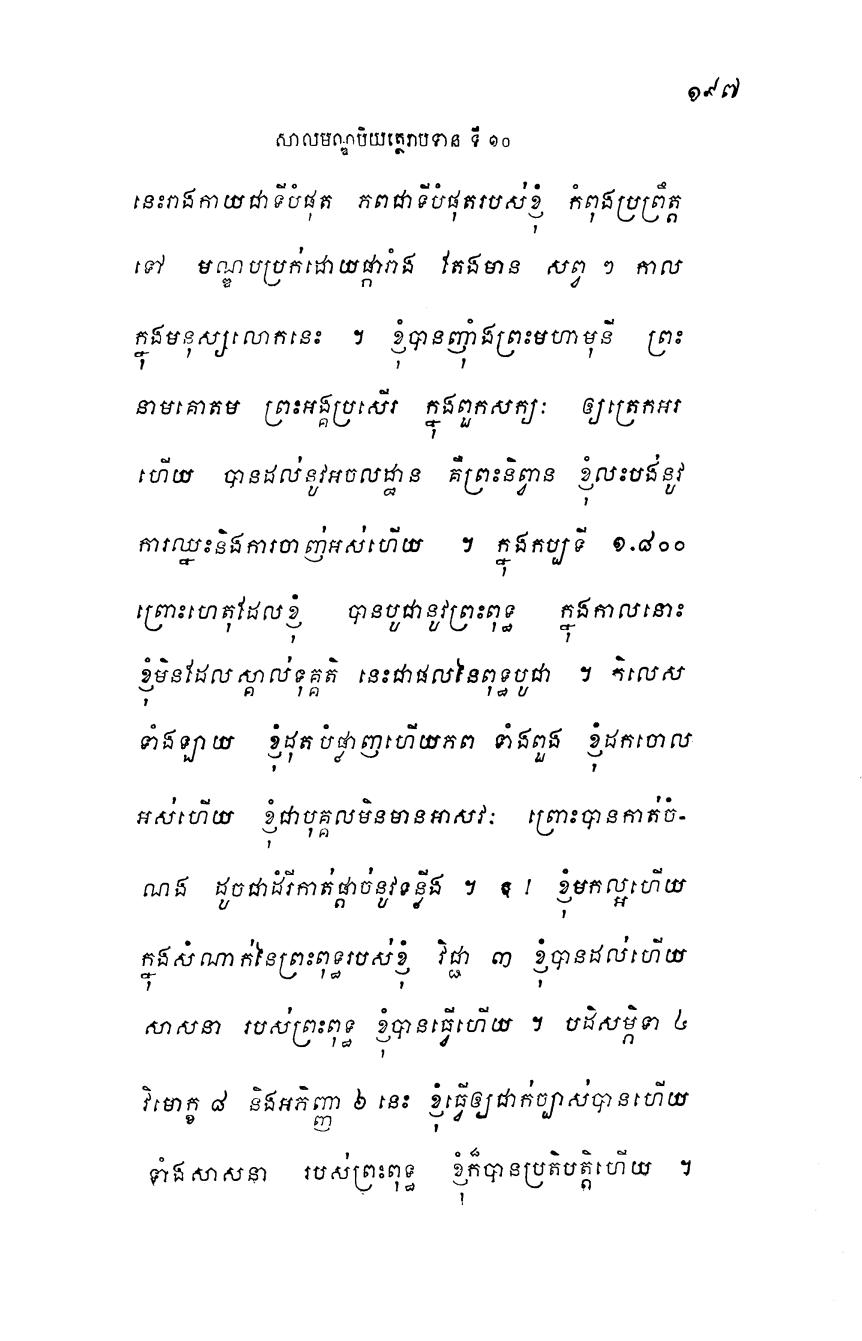 ១៩៧
សាលមណ្ឌបិយត្ថេរាបទាន ទី ១០
នេះរាងកាយជាទីបំផុត ភពជាទីបំផុតរបស់ខ្ញុំ កំពុងប្រព្រឹត្ត
ទៅ មណ្ឌបប្រក់ដោយផ្ការាំង តែងមាន សព្វ ៗ កាល
ក្នុងមនុស្សលោកនេះ ។ ខ្ញុំបានញុំាងព្រះមហាមុនី ព្រះ
នាមគោតម ព្រះអង្គប្រសើរ ក្នុងពួកសក្យៈ ឲ្យត្រេកអរ
ហើយ បានដល់នូវអចលដ្ឋាន គឺព្រះនិព្វាន ខ្ញុំលះបង់នូវ
ការឈ្នះនិងការចាញ់អស់ហើយ ។ ក្នុងកប្បទី ១.៨០០
ព្រោះហេតុដែលខ្ញុំ បានបូជានូវព្រះពុទ្ធ ក្នុងកាលនោះ
ខ្ញុំមិនដែលស្គាល់ទុគ្គតិ នេះជាផលនៃពុទ្ធបូជា ។ កិលេស
ទាំងឡាយ ខ្ញុំដុតបំផ្លាញហើយភព ទាំងពួង ខ្ញុំដកចោល
អស់ហើយ ខ្ញុំជាបុគ្គលមិនមានអាសវៈ ព្រោះបានកាត់ចំ-
ណង ដូចជាដំរីកាត់ផ្តាច់នូវទន្លីង ។ ឱ ! ខ្ញុំមកល្អហើយ
ក្នុងសំណាក់នៃព្រះពុទ្ធរបស់ខ្ញុំ វិជ្ជា ៣ ខ្ញុំបានដល់ហើយ
សាសនា របស់ព្រះពុទ្ធ ខ្ញុំបានធ្វើហើយ ។ បដិសម្ភិទា ៤
វិមោក្ខ ៨ និងអភិញ្ញា ៦ នេះ ខ្ញុំធ្វើឲ្យជាក់ច្បាស់បានហើយ
ទាំងសាសនា របស់ព្រះពុទ្ធ ខ្ញុំក៏បានប្រតិបត្តិហើយ ។